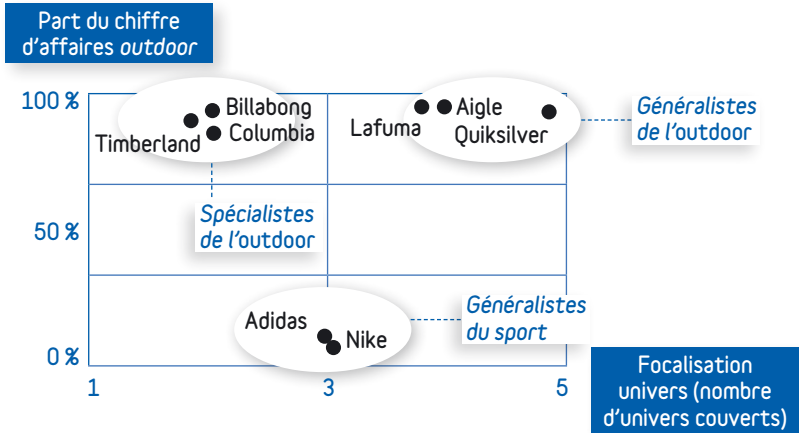 Part du chiffre
d'affaires outdoor
100 %
Billabong
Timberland
Columbia
Lafuma
Aigle
Quiksilver
Généralistes
de l'outdoor
Spécialistes
de l'outdoor
50 %
Adidas
Nike
Généralistes
du sport
0 %
1
3
5
Focalisation
univers (nombre
d'univers couverts)